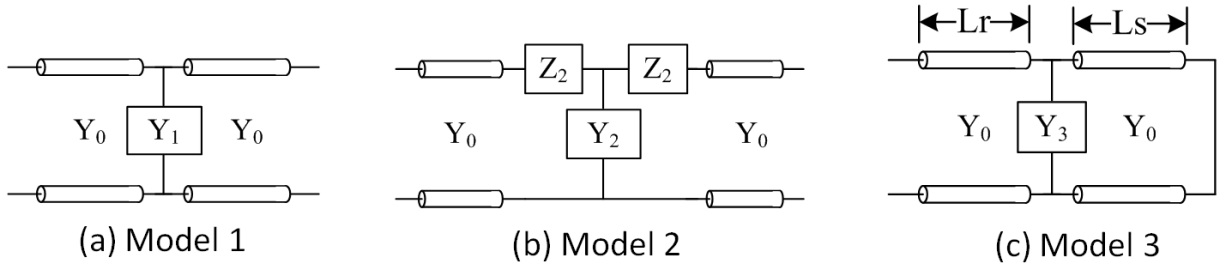 Lr Ls
Z₂ Z₂
Y₀ Y₁ Y₀
Y₀ Y₂ Y₀
Y₀ Y₃ Y₀
(a) Model 1
(b) Model 2
(c) Model 3